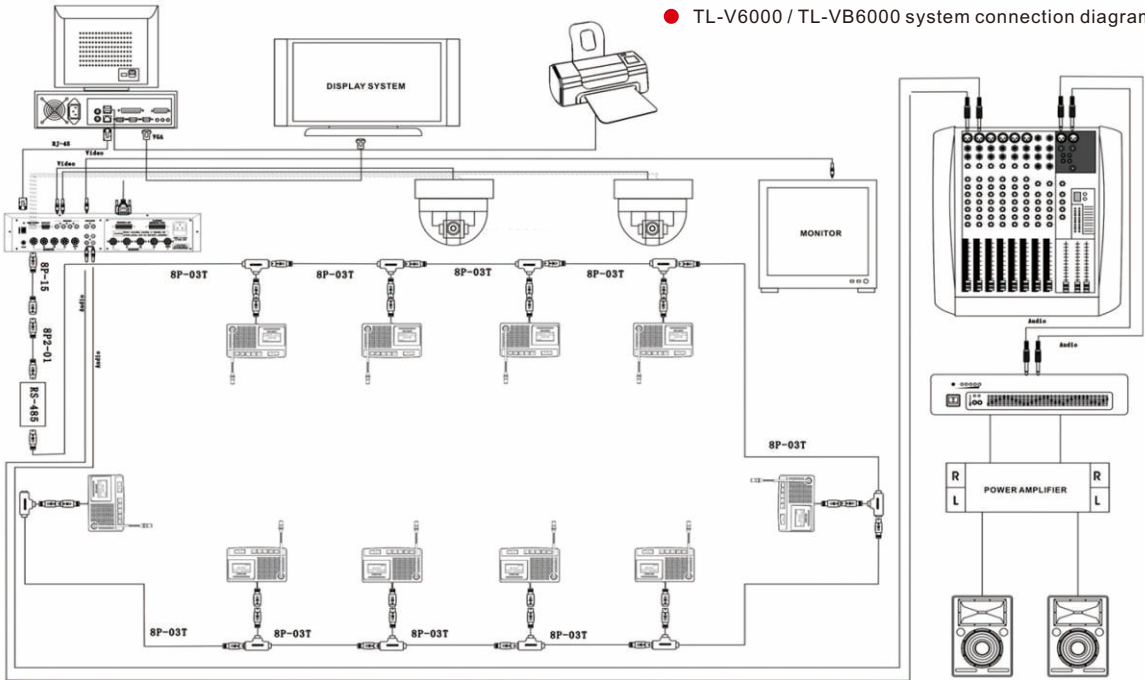 TL-V6000 / TL-VB6000 system connection diagram
DISPLAY SYSTEM
RJ-45
VGA
Video
Video
MONITOR
8P-15
8P2-01
RS-485
Audio
Audio
8P-03T
8P-03T
8P-03T
8P-03T
8P-03T
8P-03T
8P-03T
8P-03T
8P-03T
Audio
Audio
R
L
POWER AMPLIFIER
R
L